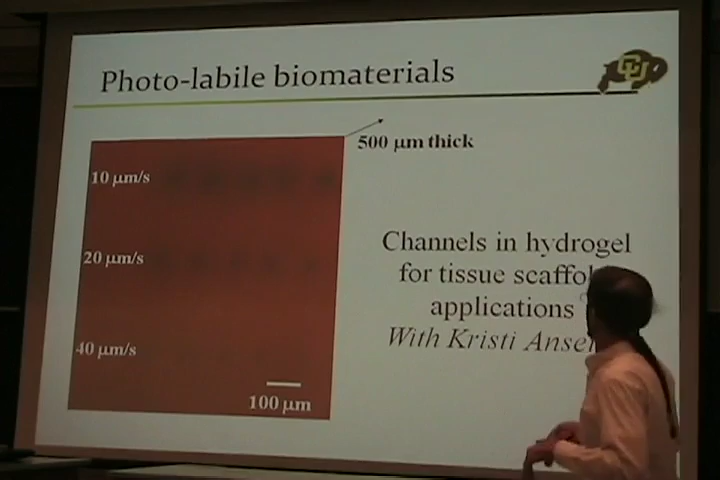 Photo-labile biomaterials
CU
500 µm thick
10 µm/s
20 µm/s
40 µm/s
100 µm
Channels in hydrogel
for tissue
applications
With Kristi